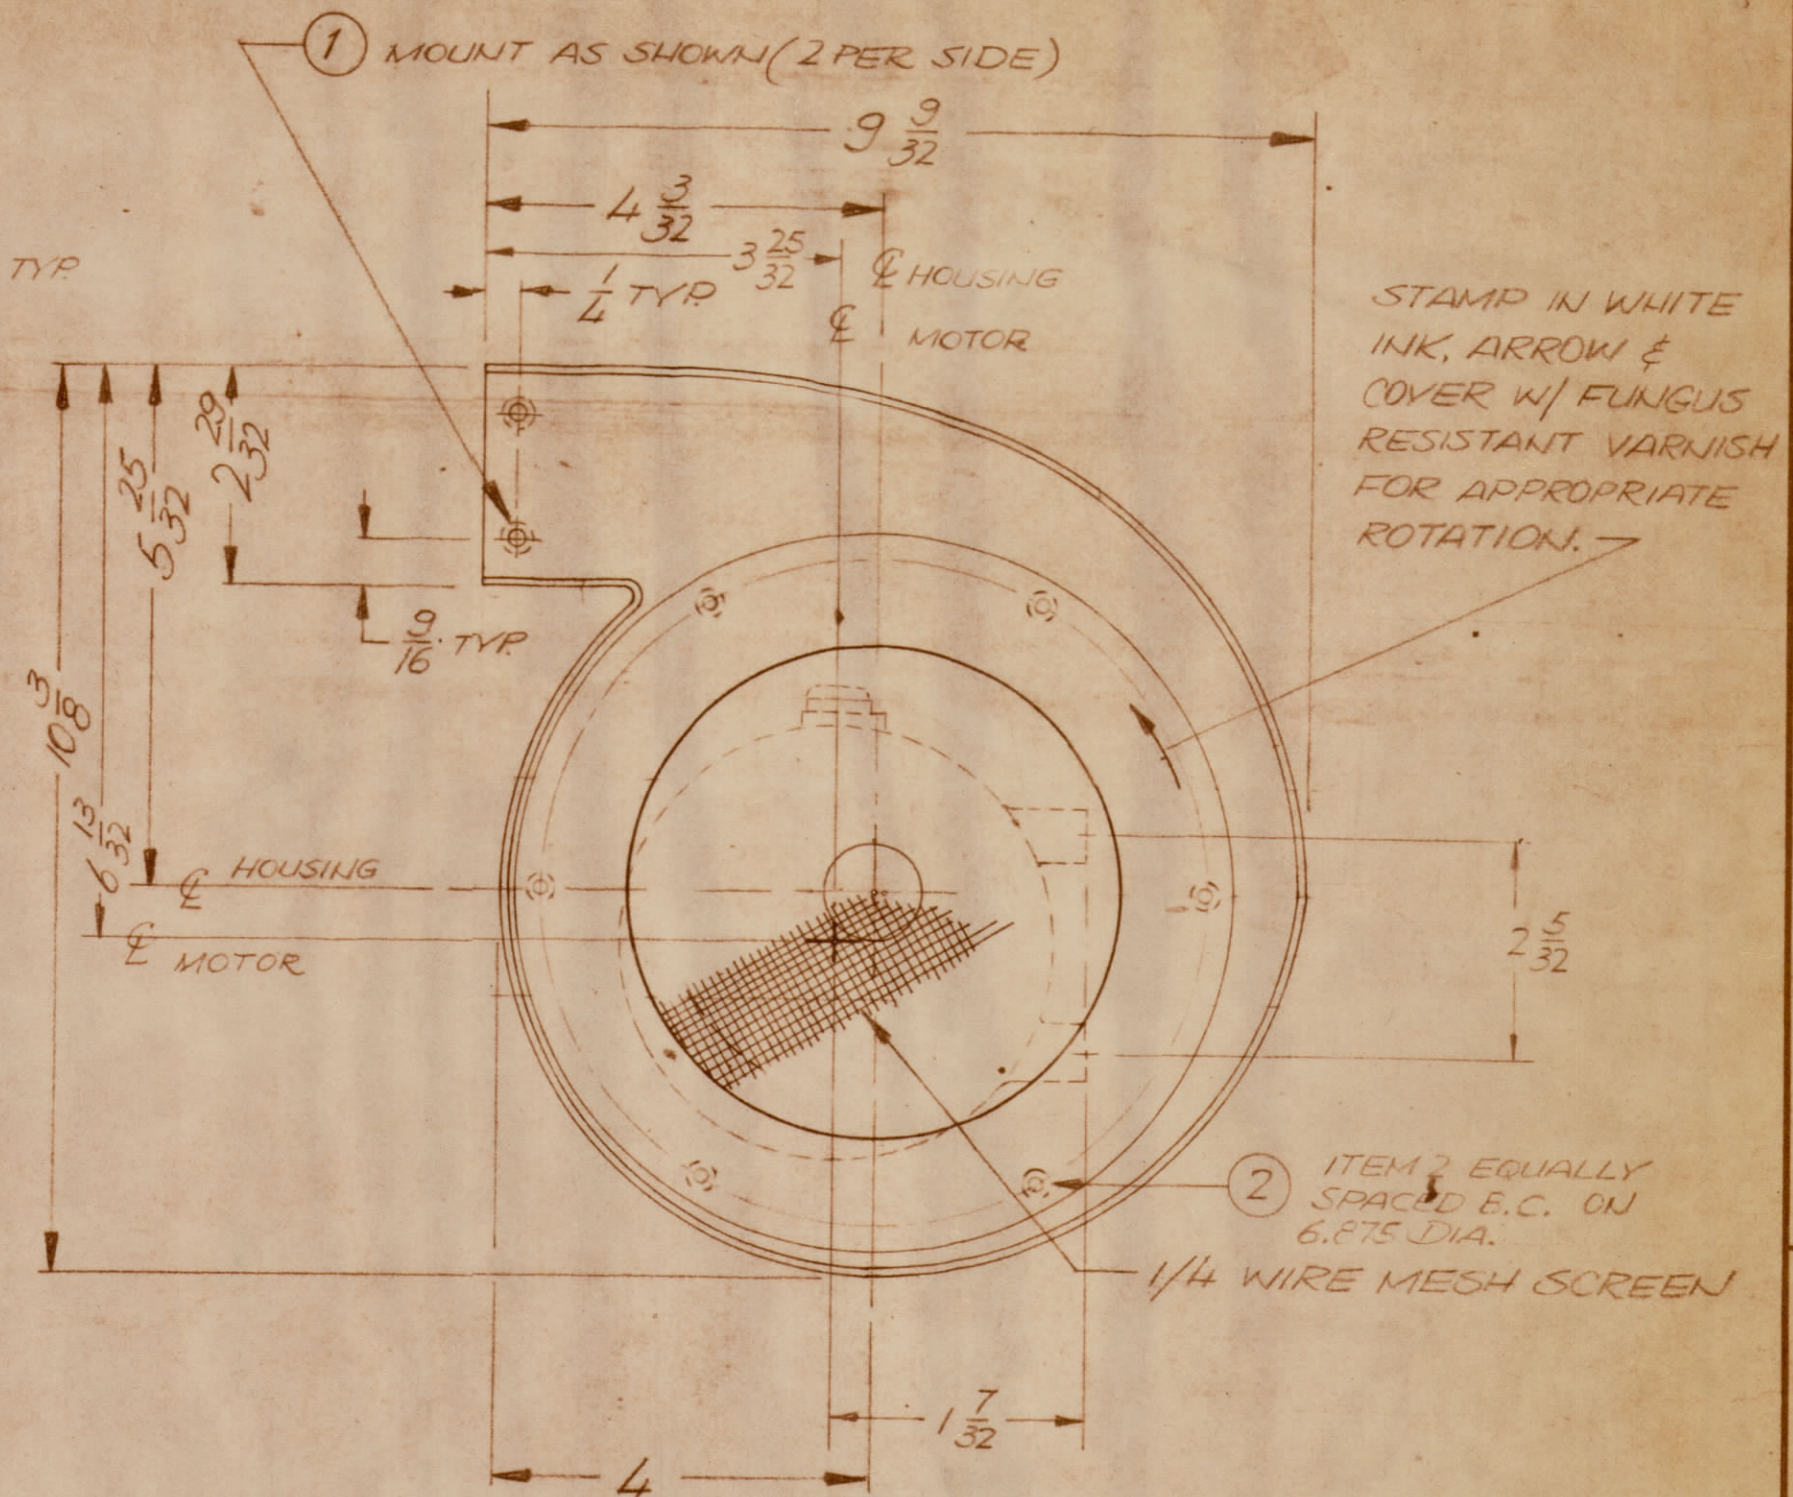 1 MOUNT AS SHOWN (2 PER SIDE)
9 9/32
4 3/32
3 25/32
1/4 TYP.
℄ HOUSING
℄ MOTOR
TYP.
STAMP IN WHITE
INK, ARROW &
COVER W/ FUNGUS
RESISTANT VARNISH
FOR APPROPRIATE
ROTATION.
2 29/32
5 25/32
9/16 TYP.
10 3/8
6 13/32
℄ HOUSING
℄ MOTOR
2 5/32
2 ITEM 2 EQUALLY
SPACED B.C. ON
6.875 DIA.
1/4 WIRE MESH SCREEN
1 7/32
4